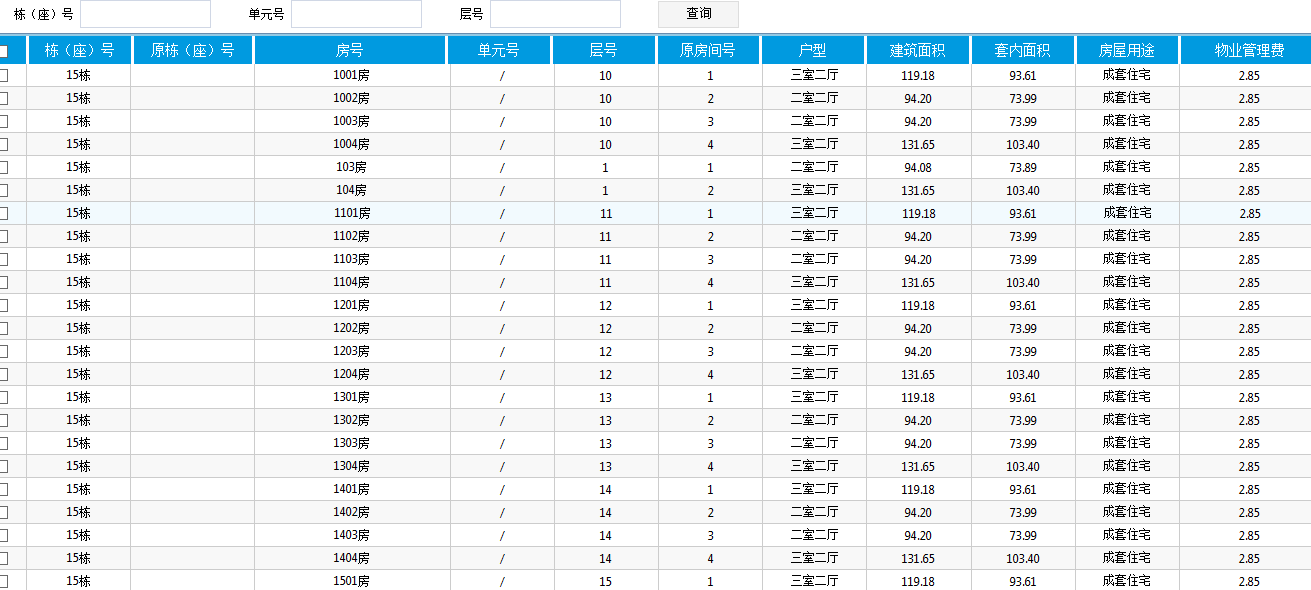 栋（座）号 单元号 层号 查询
栋（座）号 原栋（座）号 房号 单元号 层号 原房间号 户型 建筑面积 套内面积 房屋用途 物业管理费
15栋 1001房 / 10 1 三室二厅 119.18 93.61 成套住宅 2.85
15栋 1002房 / 10 2 二室二厅 94.20 73.99 成套住宅 2.85
15栋 1003房 / 10 3 二室二厅 94.20 73.99 成套住宅 2.85
15栋 1004房 / 10 4 三室二厅 131.65 103.40 成套住宅 2.85
15栋 103房 / 1 1 二室二厅 94.08 73.89 成套住宅 2.85
15栋 104房 / 1 2 三室二厅 131.65 103.40 成套住宅 2.85
15栋 1101房 / 11 1 三室二厅 119.18 93.61 成套住宅 2.85
15栋 1102房 / 11 2 二室二厅 94.20 73.99 成套住宅 2.85
15栋 1103房 / 11 3 二室二厅 94.20 73.99 成套住宅 2.85
15栋 1104房 / 11 4 三室二厅 131.65 103.40 成套住宅 2.85
15栋 1201房 / 12 1 三室二厅 119.18 93.61 成套住宅 2.85
15栋 1202房 / 12 2 二室二厅 94.20 73.99 成套住宅 2.85
15栋 1203房 / 12 3 二室二厅 94.20 73.99 成套住宅 2.85
15栋 1204房 / 12 4 三室二厅 131.65 103.40 成套住宅 2.85
15栋 1301房 / 13 1 三室二厅 119.18 93.61 成套住宅 2.85
15栋 1302房 / 13 2 二室二厅 94.20 73.99 成套住宅 2.85
15栋 1303房 / 13 3 二室二厅 94.20 73.99 成套住宅 2.85
15栋 1304房 / 13 4 三室二厅 131.65 103.40 成套住宅 2.85
15栋 1401房 / 14 1 三室二厅 119.18 93.61 成套住宅 2.85
15栋 1402房 / 14 2 二室二厅 94.20 73.99 成套住宅 2.85
15栋 1403房 / 14 3 二室二厅 94.20 73.99 成套住宅 2.85
15栋 1404房 / 14 4 三室二厅 131.65 103.40 成套住宅 2.85
15栋 1501房 / 15 1 三室二厅 119.18 93.61 成套住宅 2.85